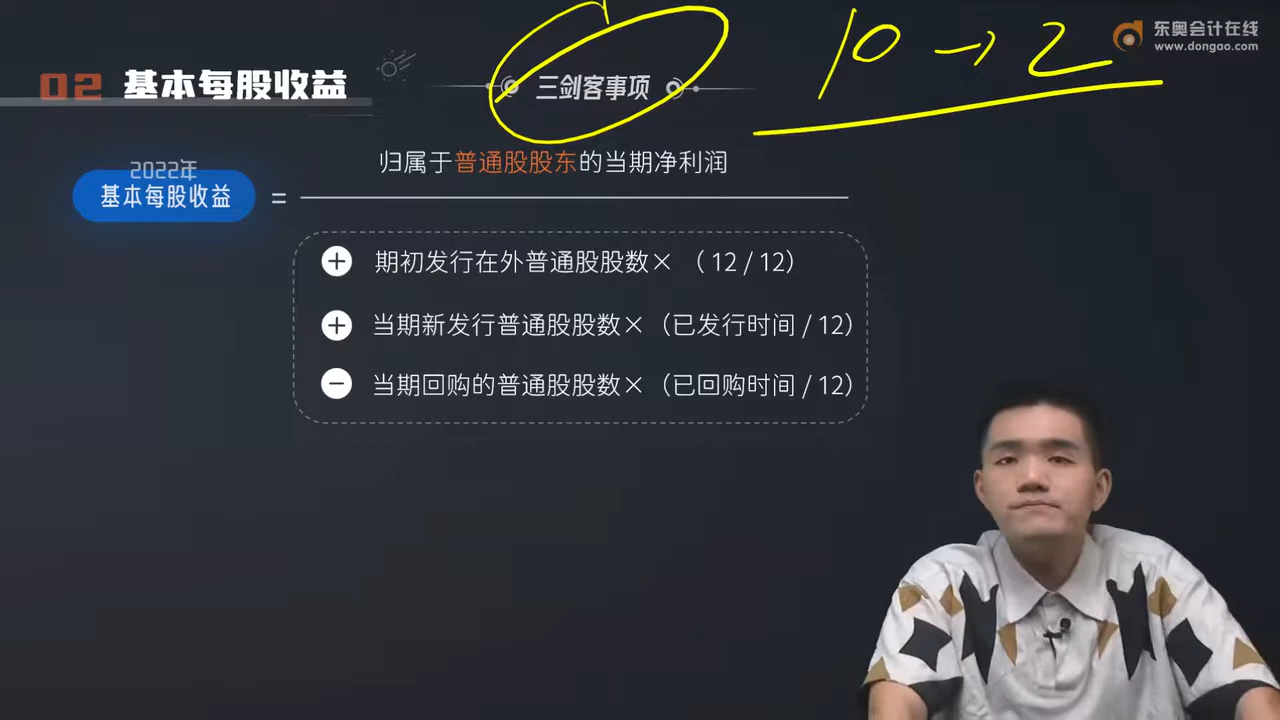 10 → 2
东奥会计在线
www.dongao.com
02 基本每股收益
三剑客事项
归属于普通股股东的当期净利润
2022年
基本每股收益 =
+ 期初发行在外普通股股数×（12 / 12）
+ 当期新发行普通股股数×（已发行时间 / 12）
− 当期回购的普通股股数×（已回购时间 / 12）